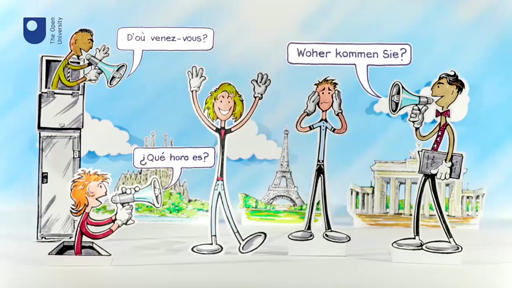 The Open
University
D'où venez-vous?
Woher kommen Sie?
¿Qué hora es?